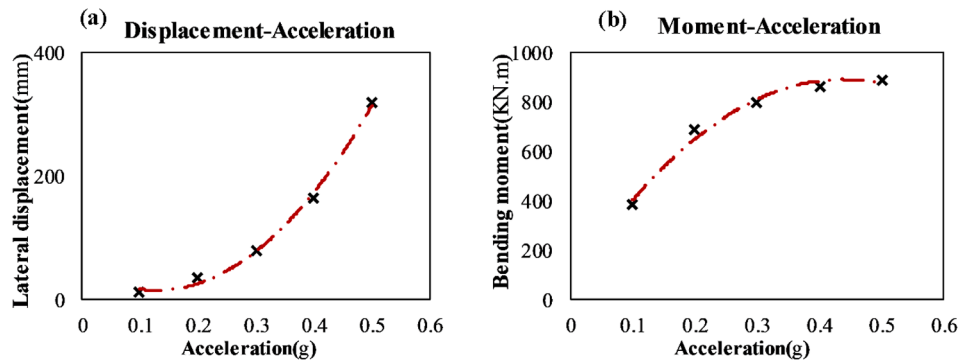 (a)
Displacement-Acceleration
Lateral displacement(mm)
400
200
0
0 0.1 0.2 0.3 0.4 0.5 0.6
Acceleration(g)
(b)
Moment-Acceleration
Bending moment(KN.m)
1000
800
600
400
200
0
0 0.1 0.2 0.3 0.4 0.5 0.6
Acceleration(g)